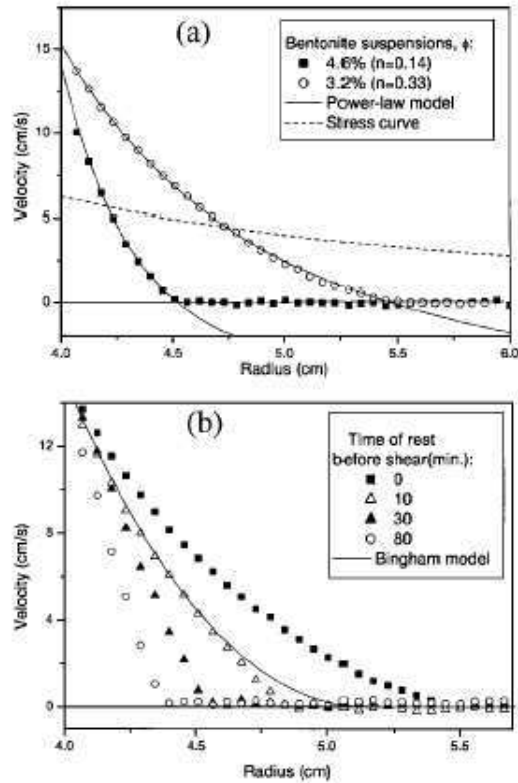 (a)
Bentonite suspensions, ϕ:
4.6% (n=0.14)
3.2% (n=0.33)
Power-law model
Stress curve
15
10
5
0
Velocity (cm/s)
4.0 4.5 5.0 5.5 6.0
Radius (cm)
(b)
Time of rest
before shear(min.):
0
10
30
80
Bingham model
12
8
4
0
Velocity (cm/s)
4.0 4.5 5.0 5.5
Radius (cm)